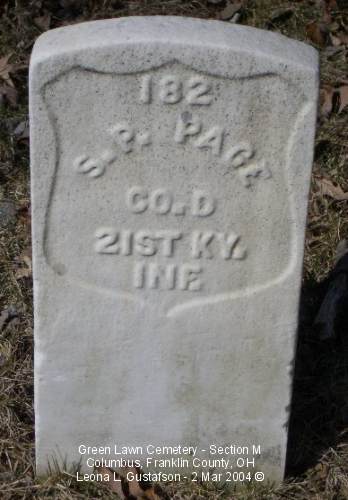 182
S. P. PAGE
CO. D
21ST KY.
INF.
Green Lawn Cemetery - Section M
Columbus, Franklin County, OH
Leona L. Gustafson - 2 Mar 2004 ©